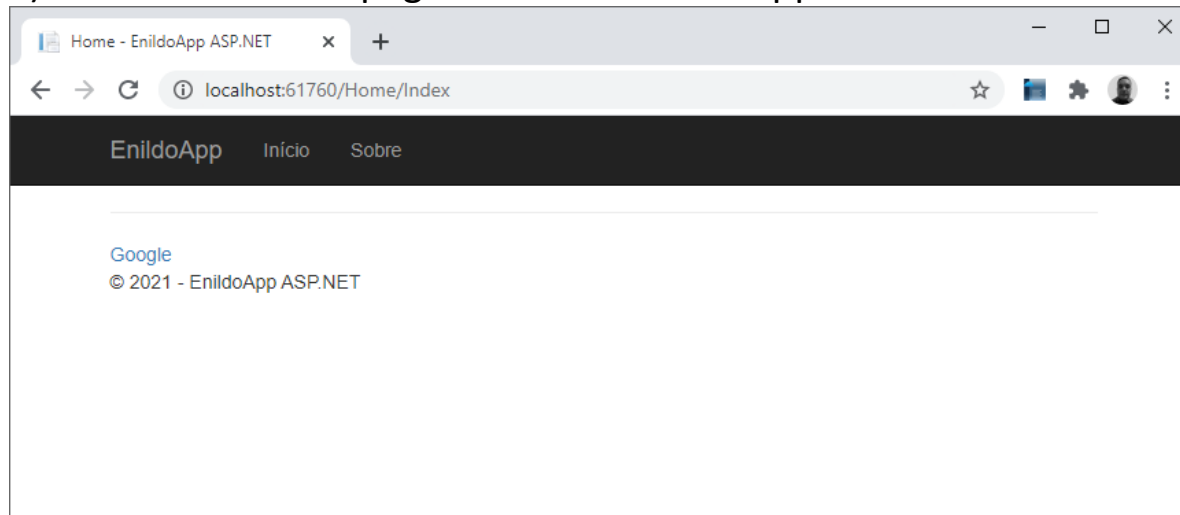 Home - EnildoApp ASP.NET
localhost:61760/Home/Index
EnildoApp Início Sobre
Google
© 2021 - EnildoApp ASP.NET